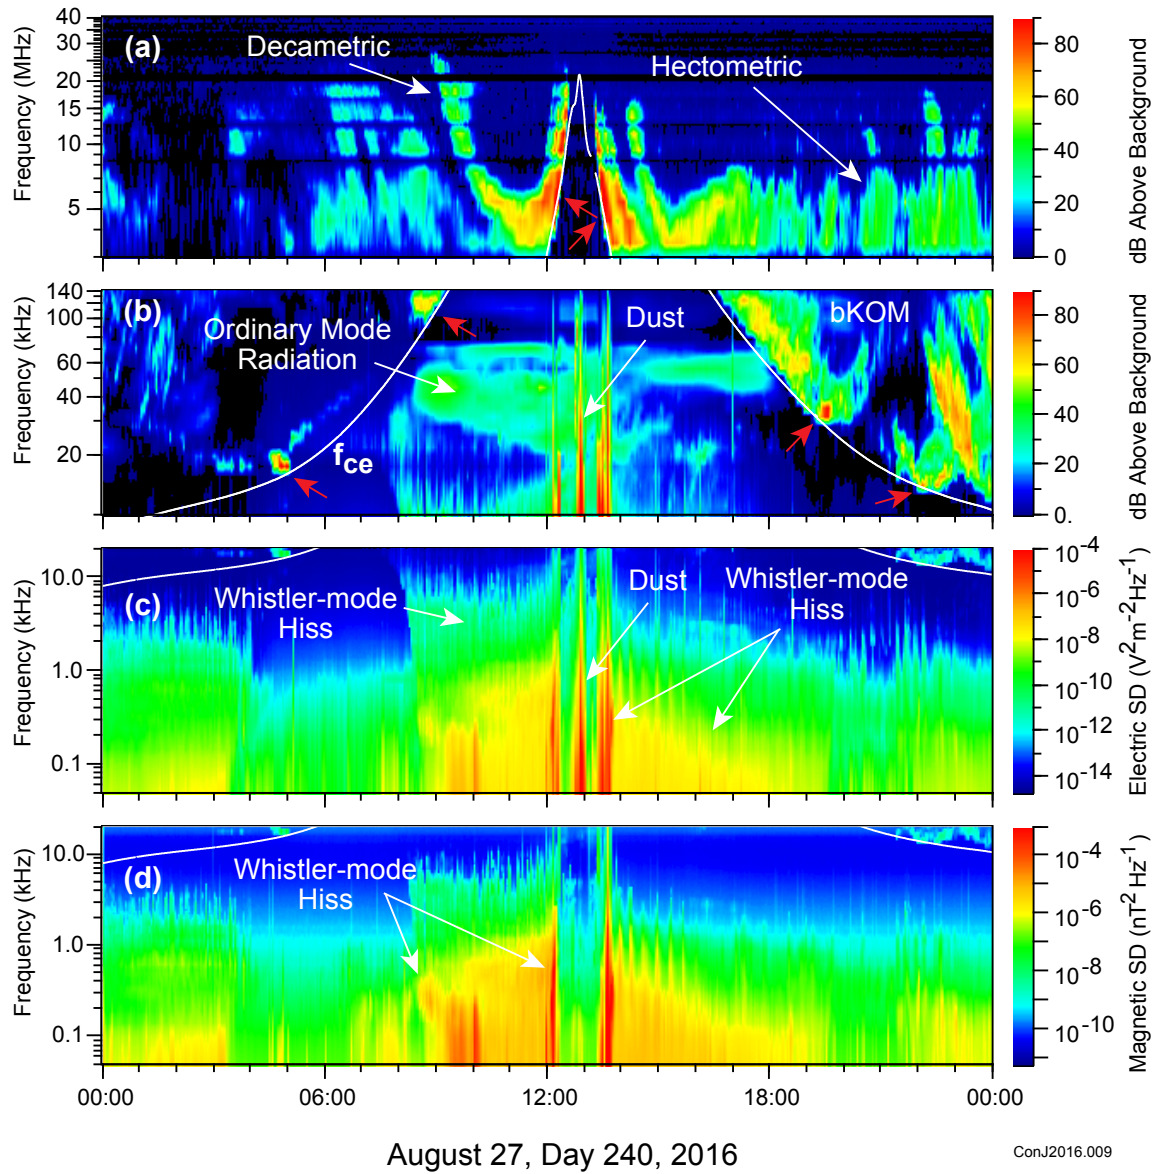 (a)
Decametric
Hectometric
Frequency (MHz)
40
30
20
15
10
5
80
60
40
20
0
dB Above Background
(b)
Ordinary Mode
Radiation
Dust
bKOM
fce
Frequency (kHz)
140
100
60
40
20
80
60
40
20
0.
dB Above Background
(c)
Whistler-mode
Hiss
Dust
Whistler-mode
Hiss
Frequency (kHz)
10.0
1.0
0.1
10⁻⁴
10⁻⁶
10⁻⁸
10⁻¹⁰
10⁻¹²
10⁻¹⁴
Electric SD (V²m⁻²Hz⁻¹)
(d)
Whistler-mode
Hiss
Frequency (kHz)
10.0
1.0
0.1
10⁻⁴
10⁻⁶
10⁻⁸
10⁻¹⁰
Magnetic SD (nT² Hz⁻¹)
00:00 06:00 12:00 18:00 00:00
August 27, Day 240, 2016
ConJ2016.009